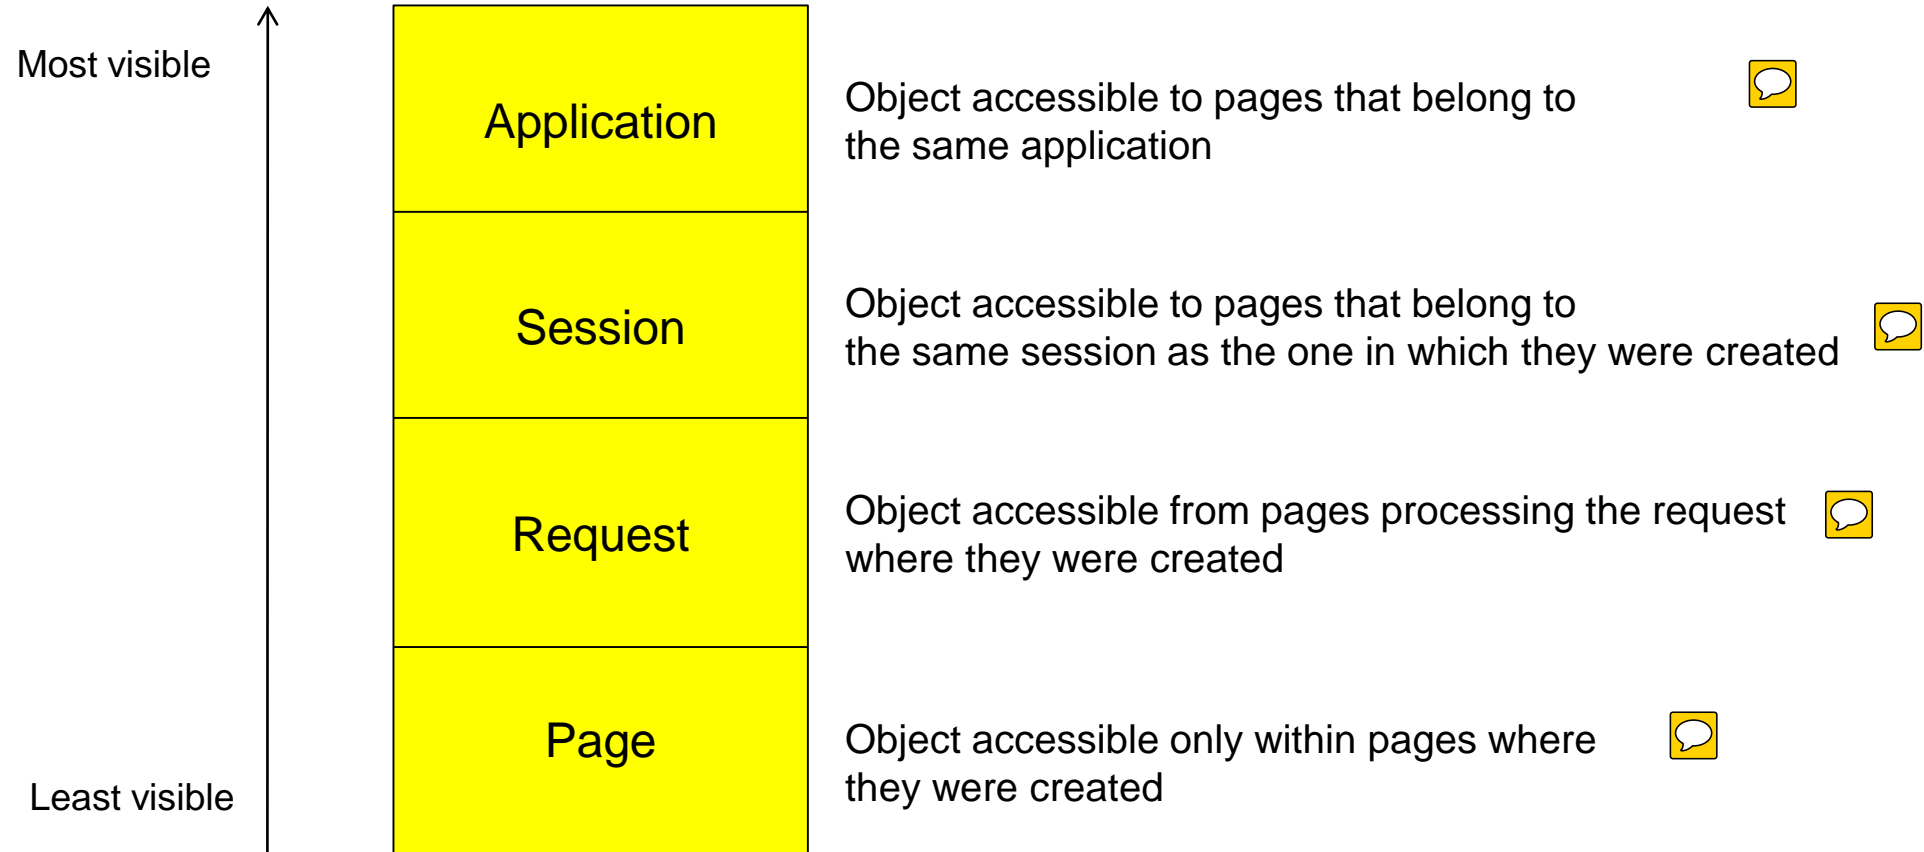 Most visible
Application
Object accessible to pages that belong to
the same application
Session
Object accessible to pages that belong to
the same session as the one in which they were created
Request
Object accessible from pages processing the request
where they were created
Page
Object accessible only within pages where
they were created
Least visible